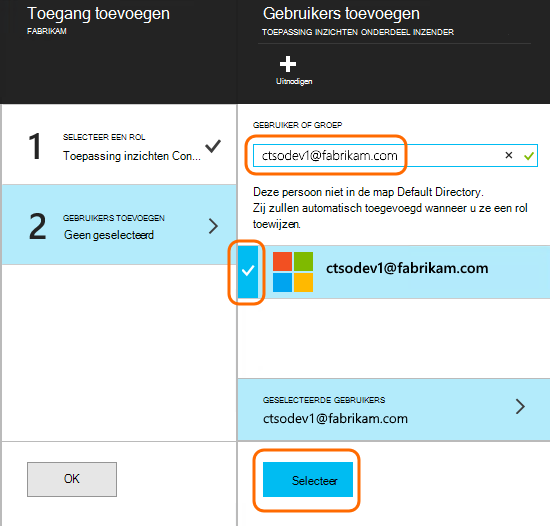 Toegang toevoegen
FABRIKAM
1
SELECTEER EEN ROL
Toepassing inzichten Con...
2
GEBRUIKERS TOEVOEGEN
Geen geselecteerd
OK
Gebruikers toevoegen
TOEPASSING INZICHTEN ONDERDEEL INZENDER
Uitnodigen
GEBRUIKER OF GROEP
ctsodev1@fabrikam.com
Deze persoon niet in de map Default Directory.
Zij zullen automatisch toegevoegd wanneer u ze een rol
toewijzen.
ctsodev1@fabrikam.com
GESELECTEERDE GEBRUIKERS
ctsodev1@fabrikam.com
Selecteer